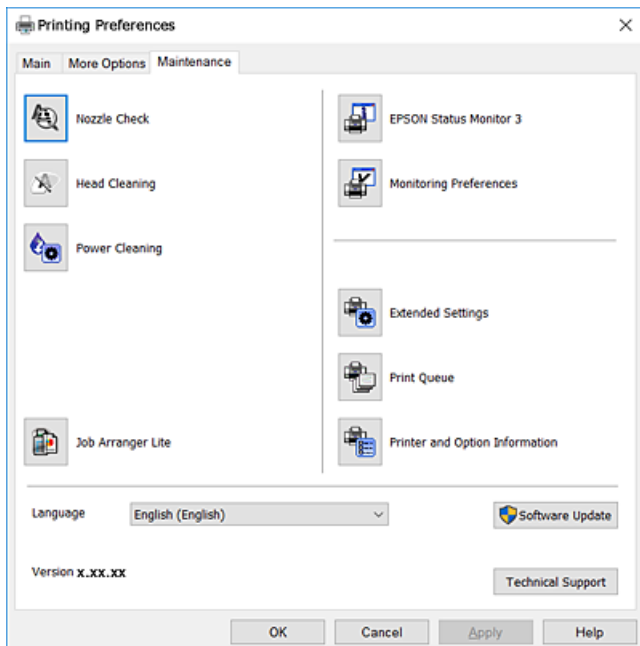 Printing Preferences
Main
More Options
Maintenance
Nozzle Check
Head Cleaning
Power Cleaning
Job Arranger Lite
EPSON Status Monitor 3
Monitoring Preferences
Extended Settings
Print Queue
Printer and Option Information
Language
English (English)
Software Update
Version x.xx.xx
Technical Support
OK
Cancel
Apply
Help